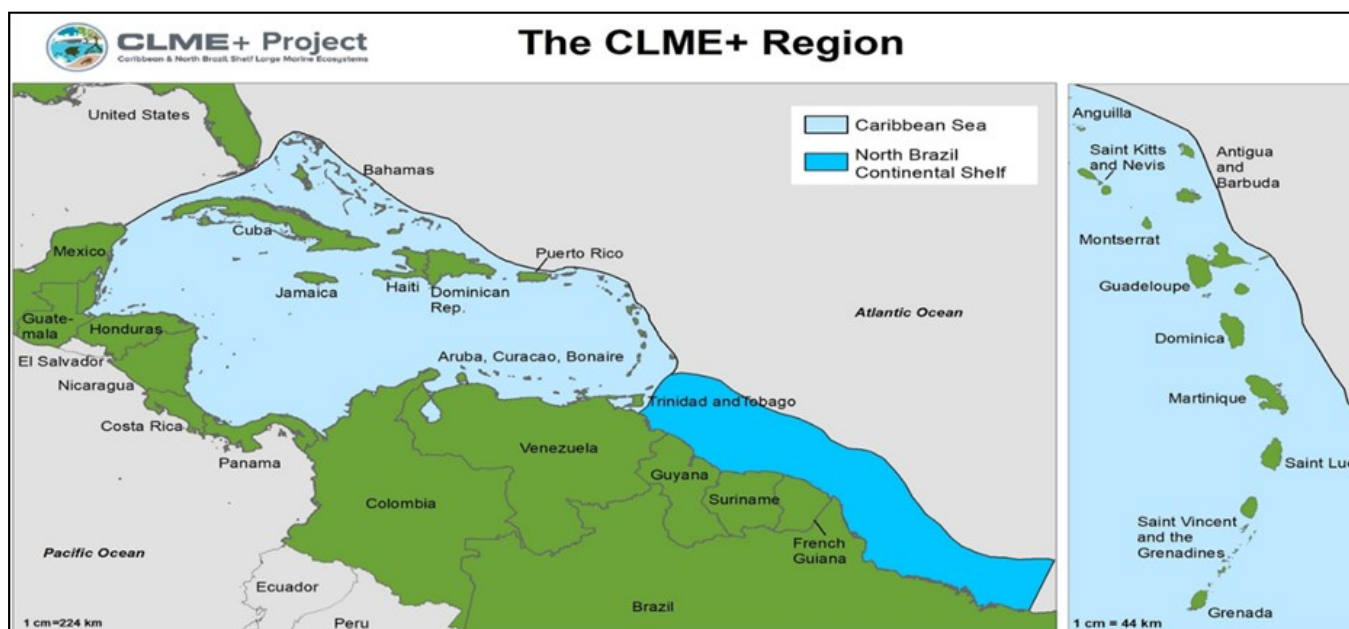 CLME+ Project
Caribbean & North Brazil Shelf Large Marine Ecosystems
The CLME+ Region
United States
Bahamas
Caribbean Sea
North Brazil
Continental Shelf
Mexico
Cuba
Puerto Rico
Jamaica
Haiti
Dominican
Rep.
Guate-
mala
Honduras
Atlantic Ocean
El Salvador
Nicaragua
Aruba, Curacao, Bonaire
Costa Rica
Trinidad and Tobago
Panama
Venezuela
Guyana
Colombia
Suriname
French
Guiana
Pacific Ocean
Ecuador
Brazil
Peru
1 cm=224 km
Anguilla
Saint Kitts
and Nevis
Antigua
and
Barbuda
Montserrat
Guadeloupe
Dominica
Martinique
Saint Luc
Saint Vincent
and the
Grenadines
Grenada
1 cm = 44 km